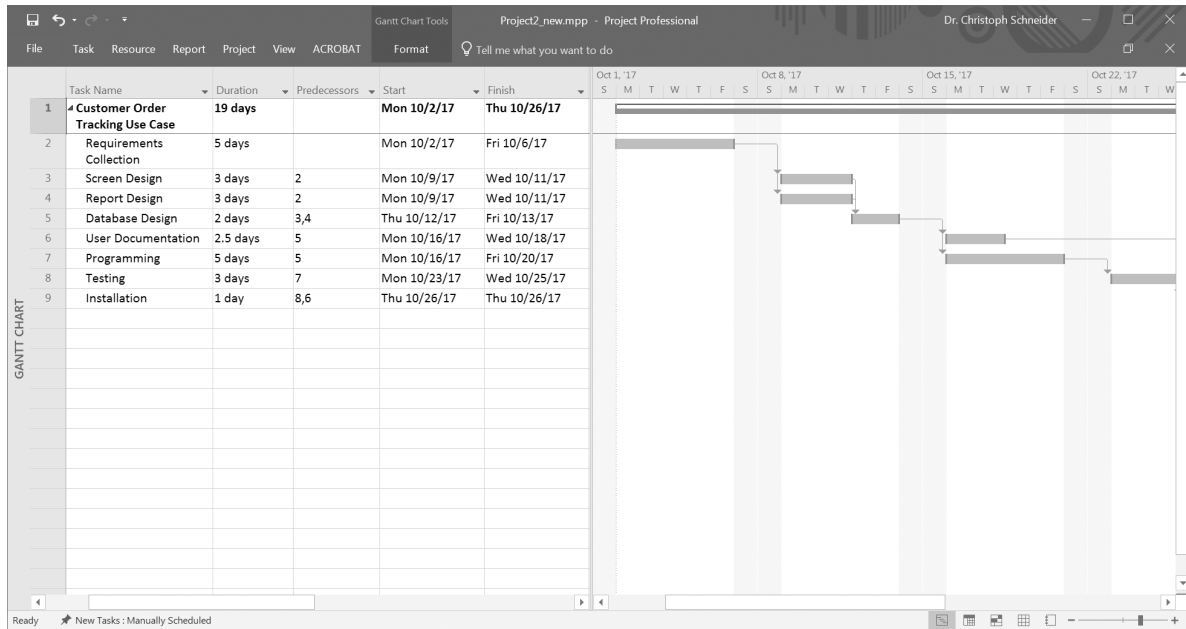 Gantt Chart Tools Project2_new.mpp - Project Professional Dr. Christoph Schneider
File Task Resource Report Project View ACROBAT Format Tell me what you want to do
Oct 1, '17 Oct 8, '17 Oct 15, '17 Oct 22, '17
Task Name Duration Predecessors Start Finish S M T W T F S S M T W T F S S M T W T F S S M T W
1 Customer Order 19 days Mon 10/2/17 Thu 10/26/17
Tracking Use Case
2 Requirements 5 days Mon 10/2/17 Fri 10/6/17
Collection
3 Screen Design 3 days 2 Mon 10/9/17 Wed 10/11/17
4 Report Design 3 days 2 Mon 10/9/17 Wed 10/11/17
5 Database Design 2 days 3,4 Thu 10/12/17 Fri 10/13/17
6 User Documentation 2.5 days 5 Mon 10/16/17 Wed 10/18/17
7 Programming 5 days 5 Mon 10/16/17 Fri 10/20/17
8 Testing 3 days 7 Mon 10/23/17 Wed 10/25/17
9 Installation 1 day 8,6 Thu 10/26/17 Thu 10/26/17
GANTT CHART
Ready New Tasks : Manually Scheduled